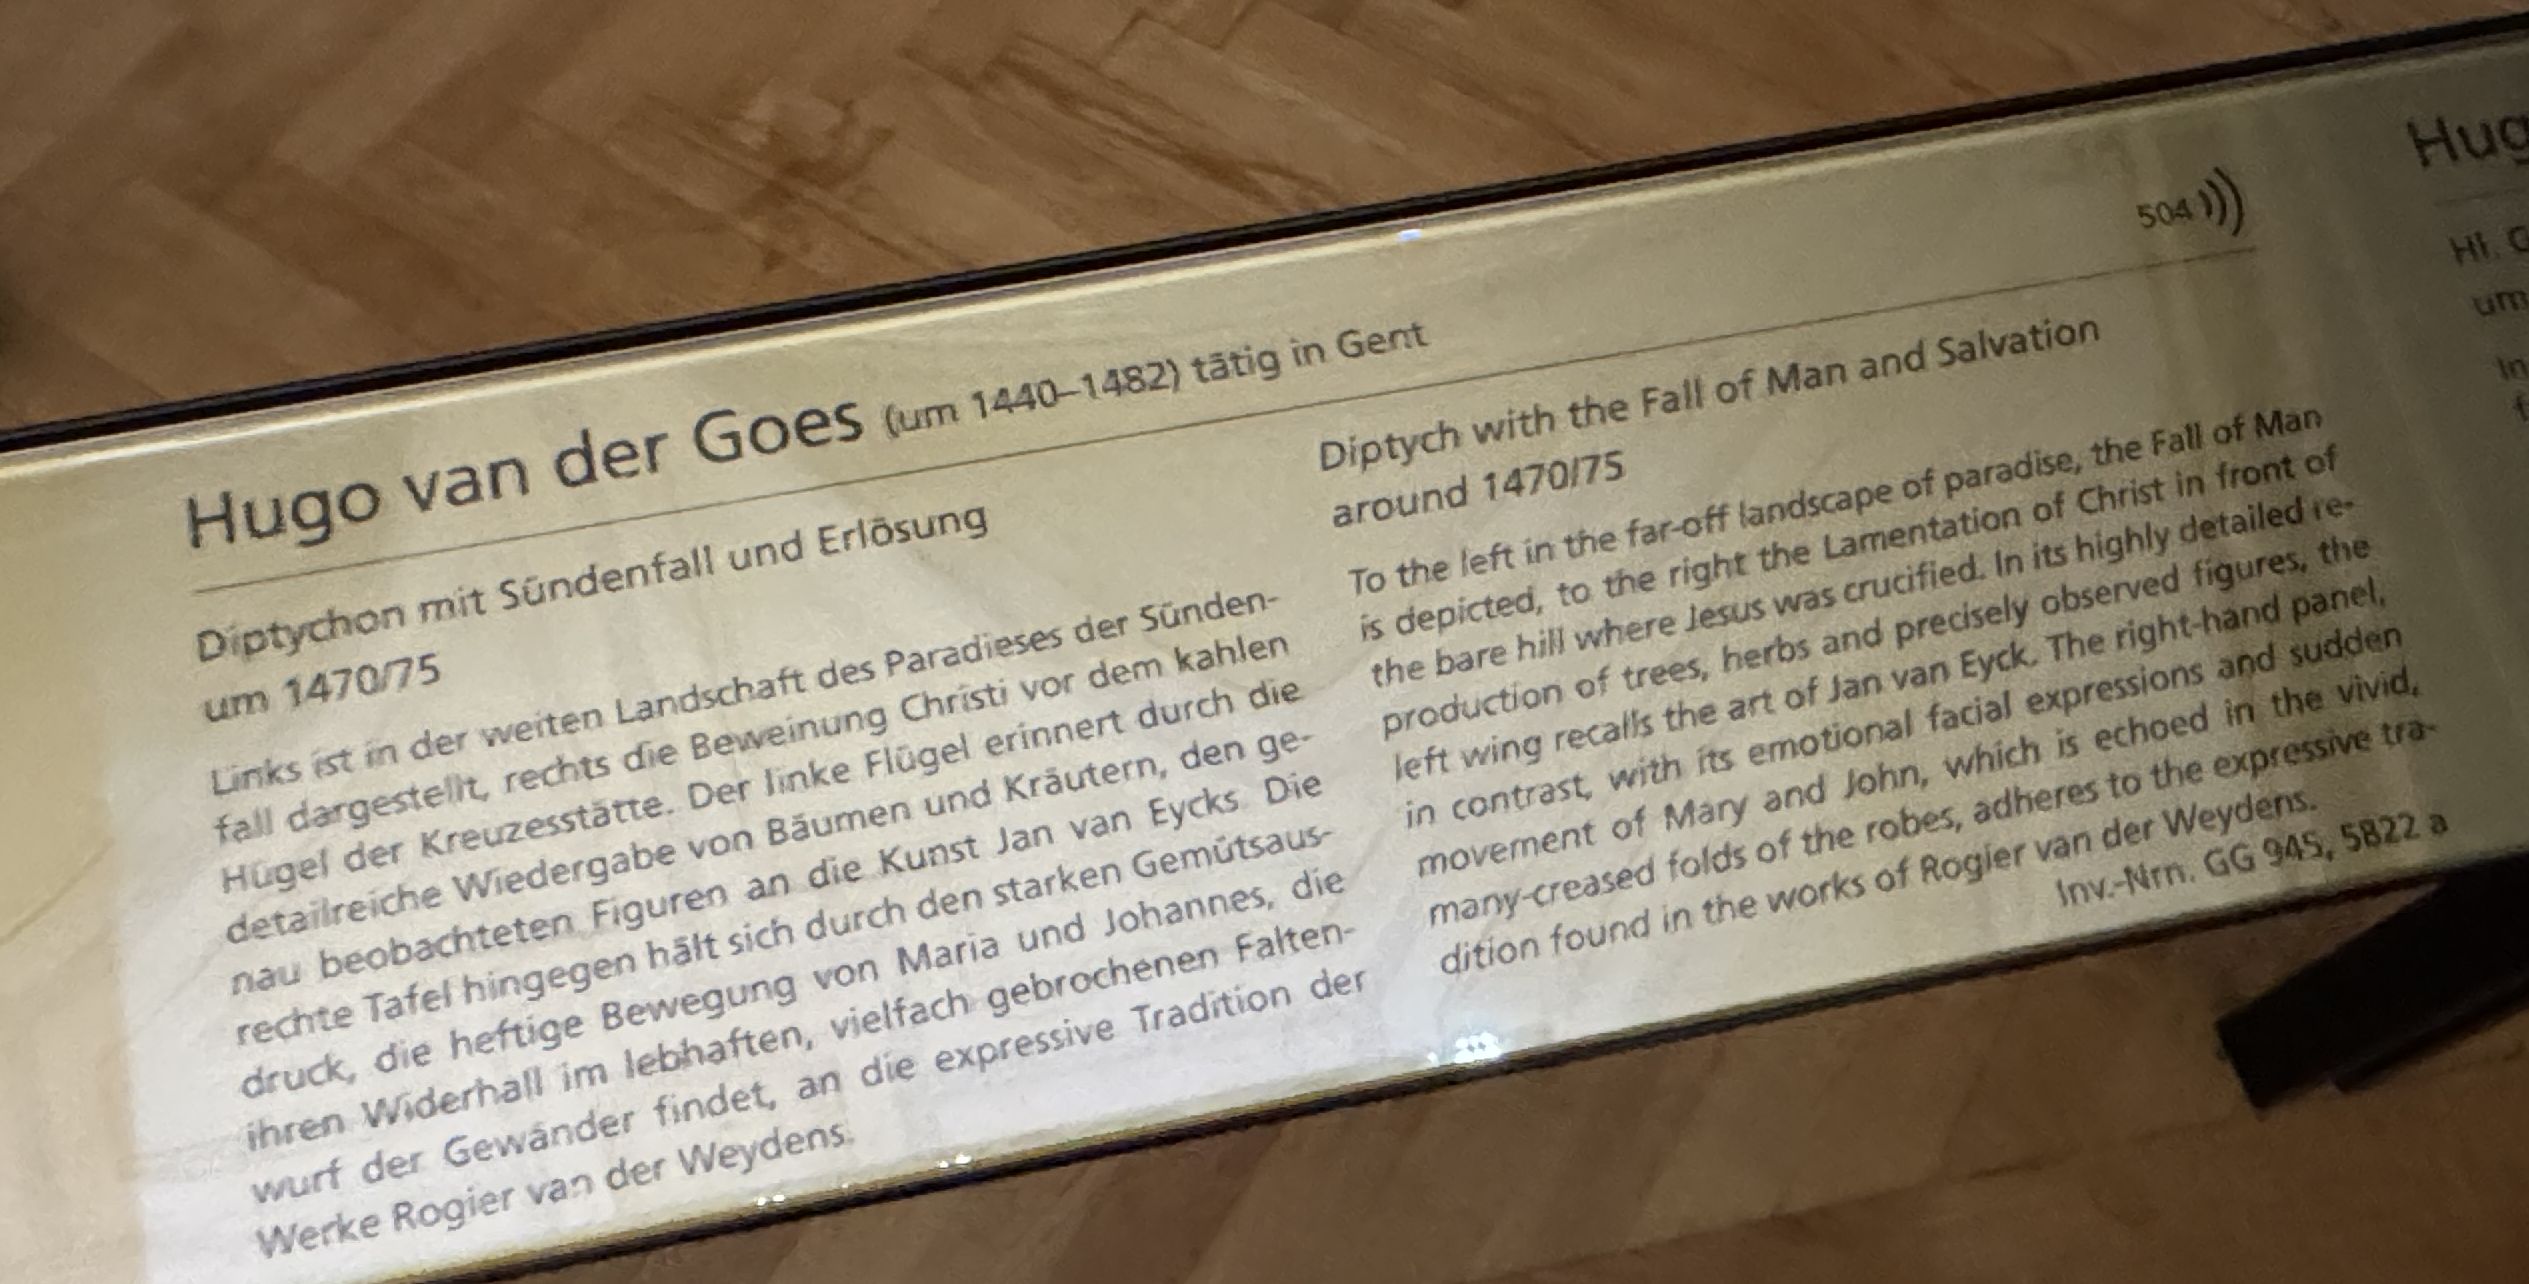 Hugo van der Goes (um 1440–1482) tätig in Gent
504
Diptychon mit Sündenfall und Erlösung
um 1470/75
Links ist in der weiten Landschaft des Paradieses der Sünden-
fall dargestellt, rechts die Beweinung Christi vor dem kahlen
Hügel der Kreuzesstätte. Der linke Flügel erinnert durch die
detailreiche Wiedergabe von Bäumen und Kräutern, den ge-
nau beobachteten Figuren an die Kunst Jan van Eycks. Die
rechte Tafel hingegen hält sich durch den starken Gemütsaus-
druck, die heftige Bewegung von Maria und Johannes, die
ihren Widerhall im lebhaften, vielfach gebrochenen Falten-
wurf der Gewänder findet, an die expressive Tradition der
Werke Rogier van der Weydens.
Diptych with the Fall of Man and Salvation
around 1470/75
To the left in the far-off landscape of paradise, the Fall of Man
is depicted, to the right the Lamentation of Christ in front of
the bare hill where Jesus was crucified. In its highly detailed re-
production of trees, herbs and precisely observed figures, the
left wing recalls the art of Jan van Eyck. The right-hand panel,
in contrast, with its emotional facial expressions and sudden
movement of Mary and John, which is echoed in the vivid,
many-creased folds of the robes, adheres to the expressive tra-
dition found in the works of Rogier van der Weydens.
Inv.-Nrn. GG 945, 5822 a
Hug
Hl. G
um
In